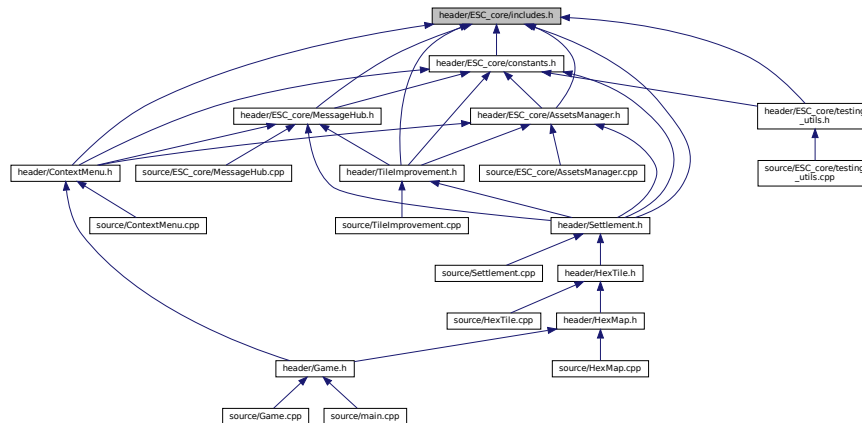 header/ESC_core/includes.h
header/ESC_core/constants.h
header/ESC_core/MessageHub.h
header/ESC_core/AssetsManager.h
header/ESC_core/testing
_utils.h
header/ContextMenu.h
source/ESC_core/MessageHub.cpp
header/TileImprovement.h
source/ESC_core/AssetsManager.cpp
source/ESC_core/testing
_utils.cpp
source/ContextMenu.cpp
source/TileImprovement.cpp
header/Settlement.h
source/Settlement.cpp
header/HexTile.h
source/HexTile.cpp
header/HexMap.h
header/Game.h
source/HexMap.cpp
source/Game.cpp
source/main.cpp